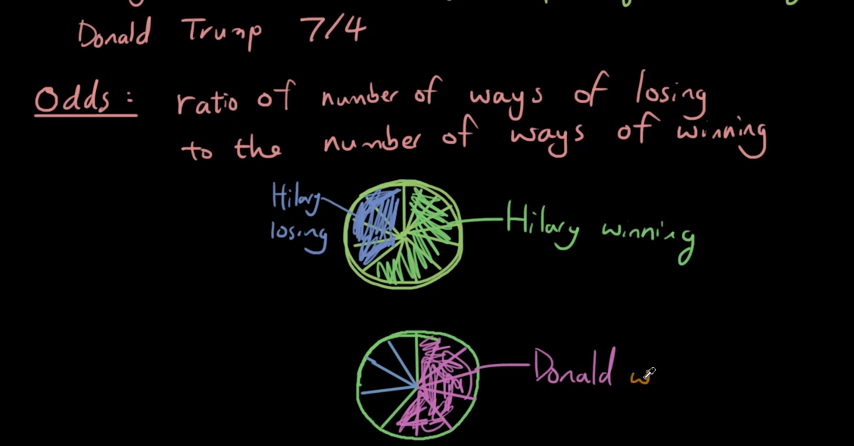 Donald Trump 7/4
Odds: ratio of number of ways of losing
to the number of ways of winning
Hilary
losing
Hilary winning
Donald w